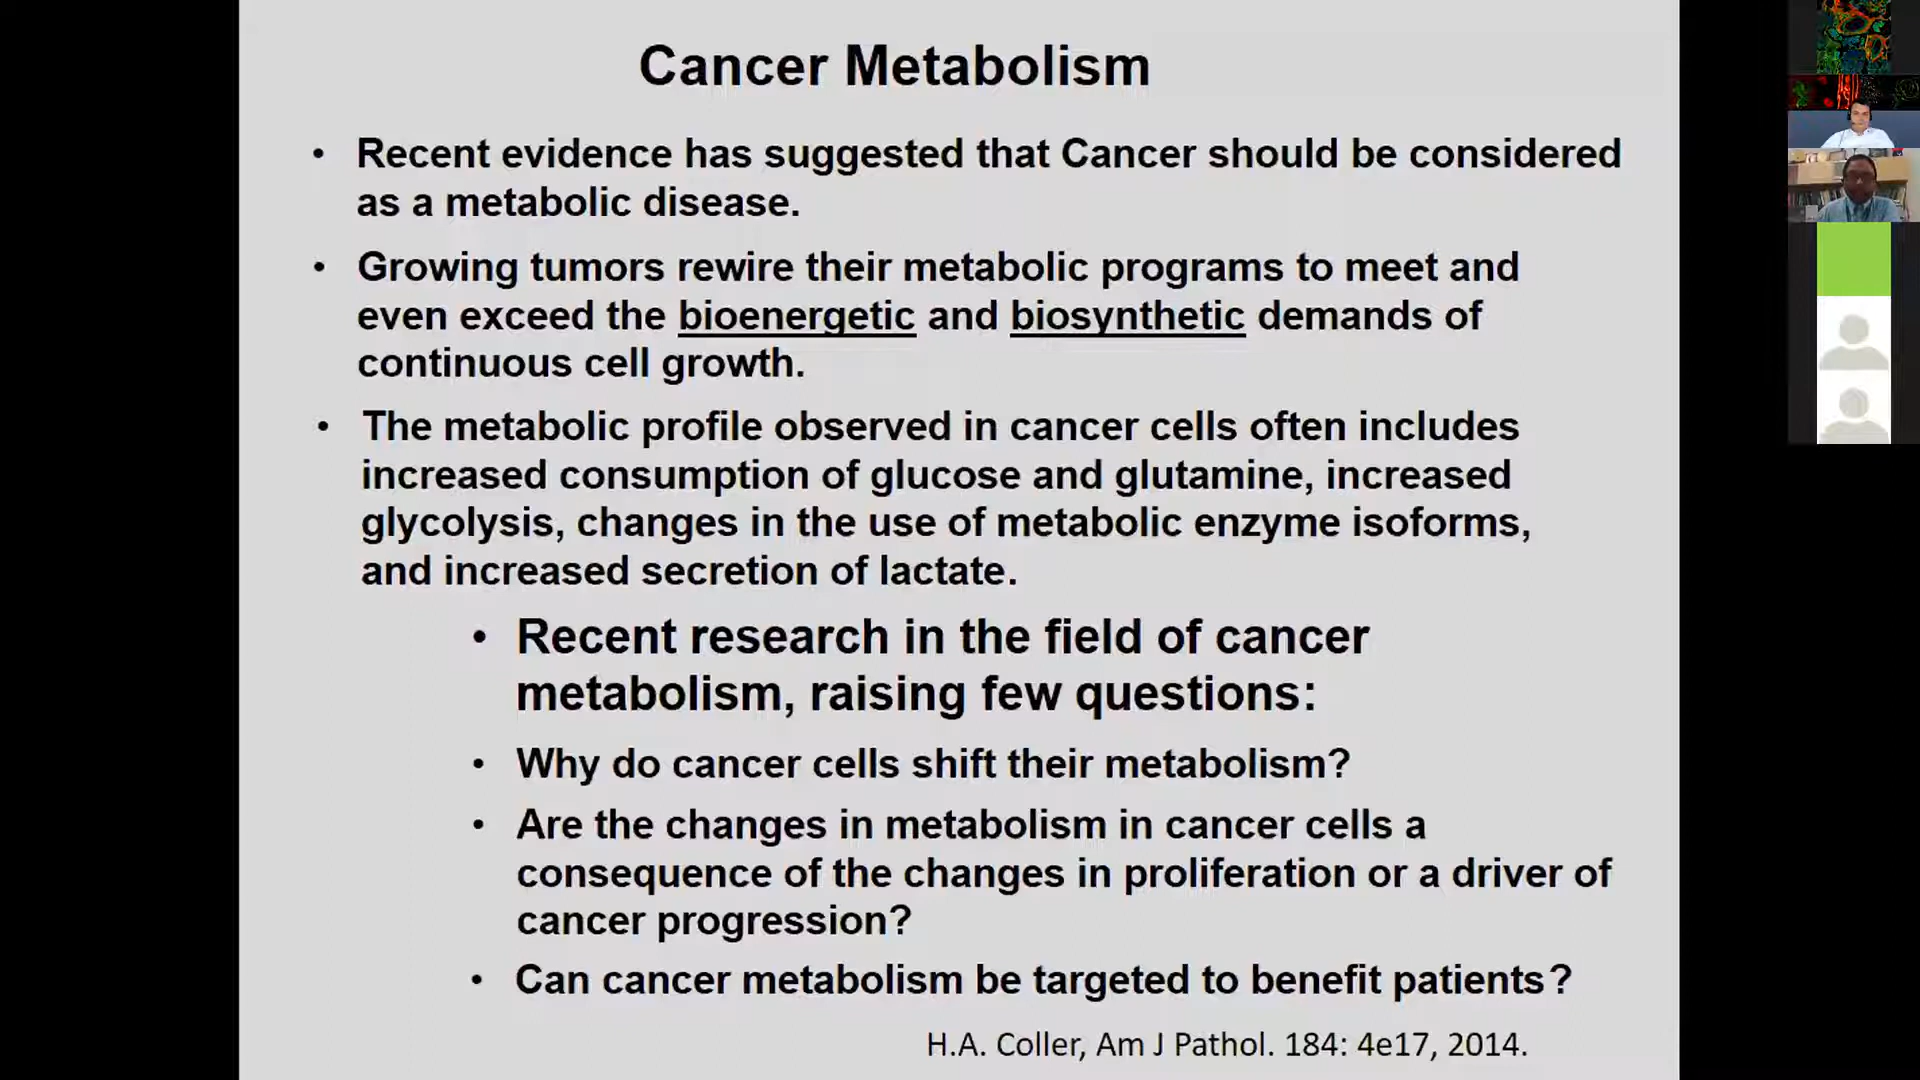 Cancer Metabolism
• Recent evidence has suggested that Cancer should be considered
as a metabolic disease.
• Growing tumors rewire their metabolic programs to meet and
even exceed the bioenergetic and biosynthetic demands of
continuous cell growth.
• The metabolic profile observed in cancer cells often includes
increased consumption of glucose and glutamine, increased
glycolysis, changes in the use of metabolic enzyme isoforms,
and increased secretion of lactate.
• Recent research in the field of cancer
metabolism, raising few questions:
• Why do cancer cells shift their metabolism?
• Are the changes in metabolism in cancer cells a
consequence of the changes in proliferation or a driver of
cancer progression?
• Can cancer metabolism be targeted to benefit patients?
H.A. Coller, Am J Pathol. 184: 4e17, 2014.